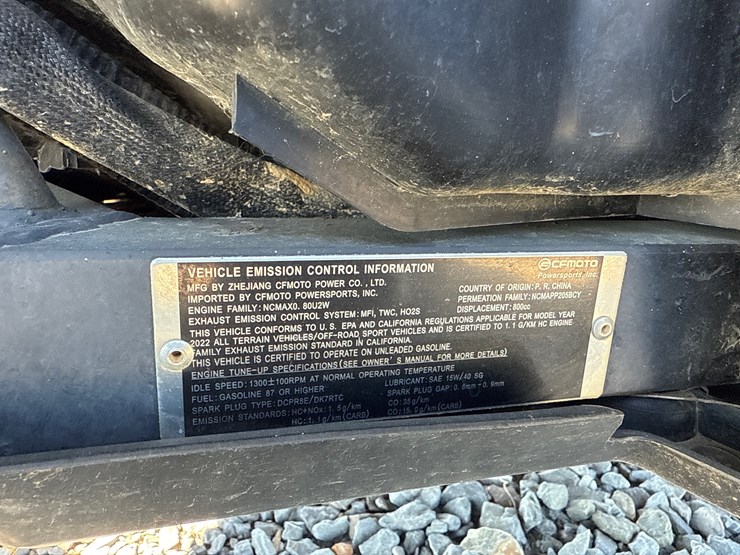 VEHICLE EMISSION CONTROL INFORMATION
CFMOTO
Powersports, Inc.
MFG BY ZHEJIANG CFMOTO POWER CO., LTD.
COUNTRY OF ORIGIN: P. R. CHINA
IMPORTED BY CFMOTO POWERSPORTS, INC.
PERMEATION FAMILY: NCMAPP205BCY
ENGINE FAMILY: NCMAX0. 80U2W
DISPLACEMENT: 800cc
EXHAUST EMISSION CONTROL SYSTEM: MFI, TWC, HO2S
THIS VEHICLE CONFORMS TO U. S. EPA AND CALIFORNIA REGULATIONS APPLICABLE FOR MODEL YEAR
2022 ALL TERRAIN VEHICLES/OFF-ROAD SPORT VEHICLES AND IS CERTIFIED TO 1. 1 G/KM HC ENGINE
FAMILY EXHAUST EMISSION STANDARD IN CALIFORNIA.
THIS VEHICLE IS CERTIFIED TO OPERATE ON UNLEADED GASOLINE.
ENGINE TUNE-UP SPECIFICATIONS (SEE OWNER' S MANUAL FOR MORE DETAILS)
IDLE SPEED: 1300±100RPM AT NORMAL OPERATING TEMPERATURE
FUEL: GASOLINE 87 OR HIGHER
LUBRICANT: SAE 15W/40 SG
SPARK PLUG TYPE: DCPR8E/DK7RTC
SPARK PLUG GAP: 0. 8mm-0. 9mm
EMISSION STANDARDS: HC+NOx: 1. 5g/km
CO: 35g/km
HC: 1. 1g/km (CARB)
CO: 15. 0g/km (CARB)